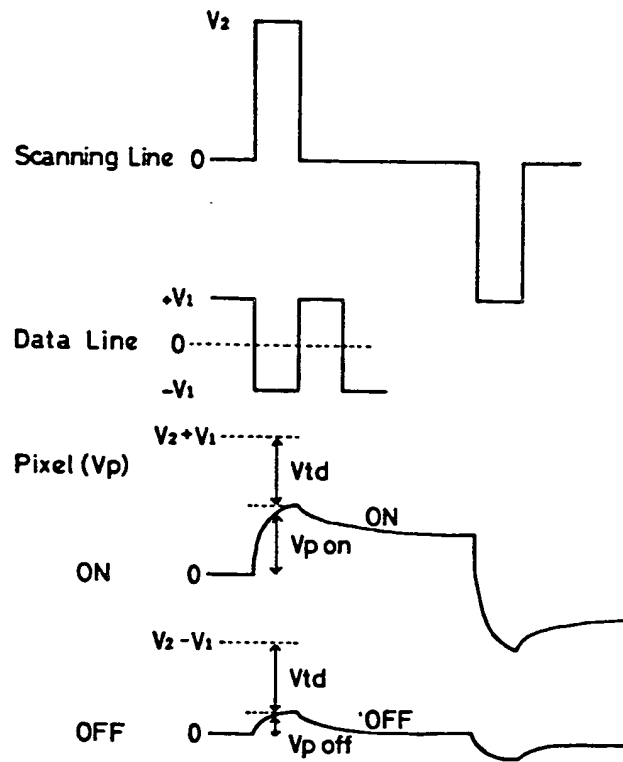 V₂
Scanning Line 0
+V₁
Data Line 0
-V₁
V₂+V₁
Pixel (Vp)
Vtd
ON
Vp on
ON 0
V₂-V₁
Vtd
OFF
OFF 0
Vp off